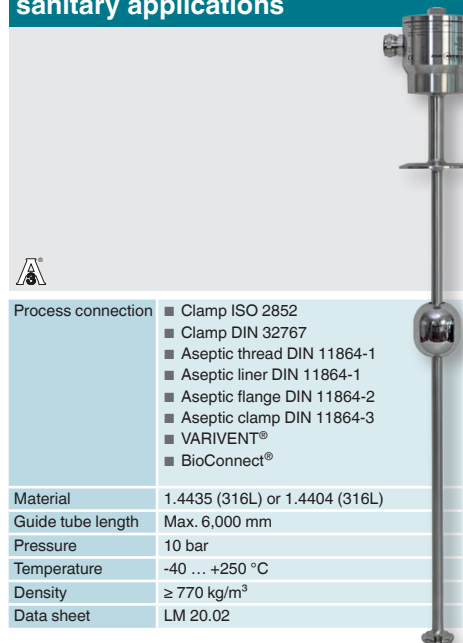 sanitary applications
A
3
®
Process connection ■ Clamp ISO 2852
■ Clamp DIN 32767
■ Aseptic thread DIN 11864-1
■ Aseptic liner DIN 11864-1
■ Aseptic flange DIN 11864-2
■ Aseptic clamp DIN 11864-3
■ VARIVENT®
■ BioConnect®
Material 1.4435 (316L) or 1.4404 (316L)
Guide tube length Max. 6,000 mm
Pressure 10 bar
Temperature -40 … +250 °C
Density ≥ 770 kg/m³
Data sheet LM 20.02